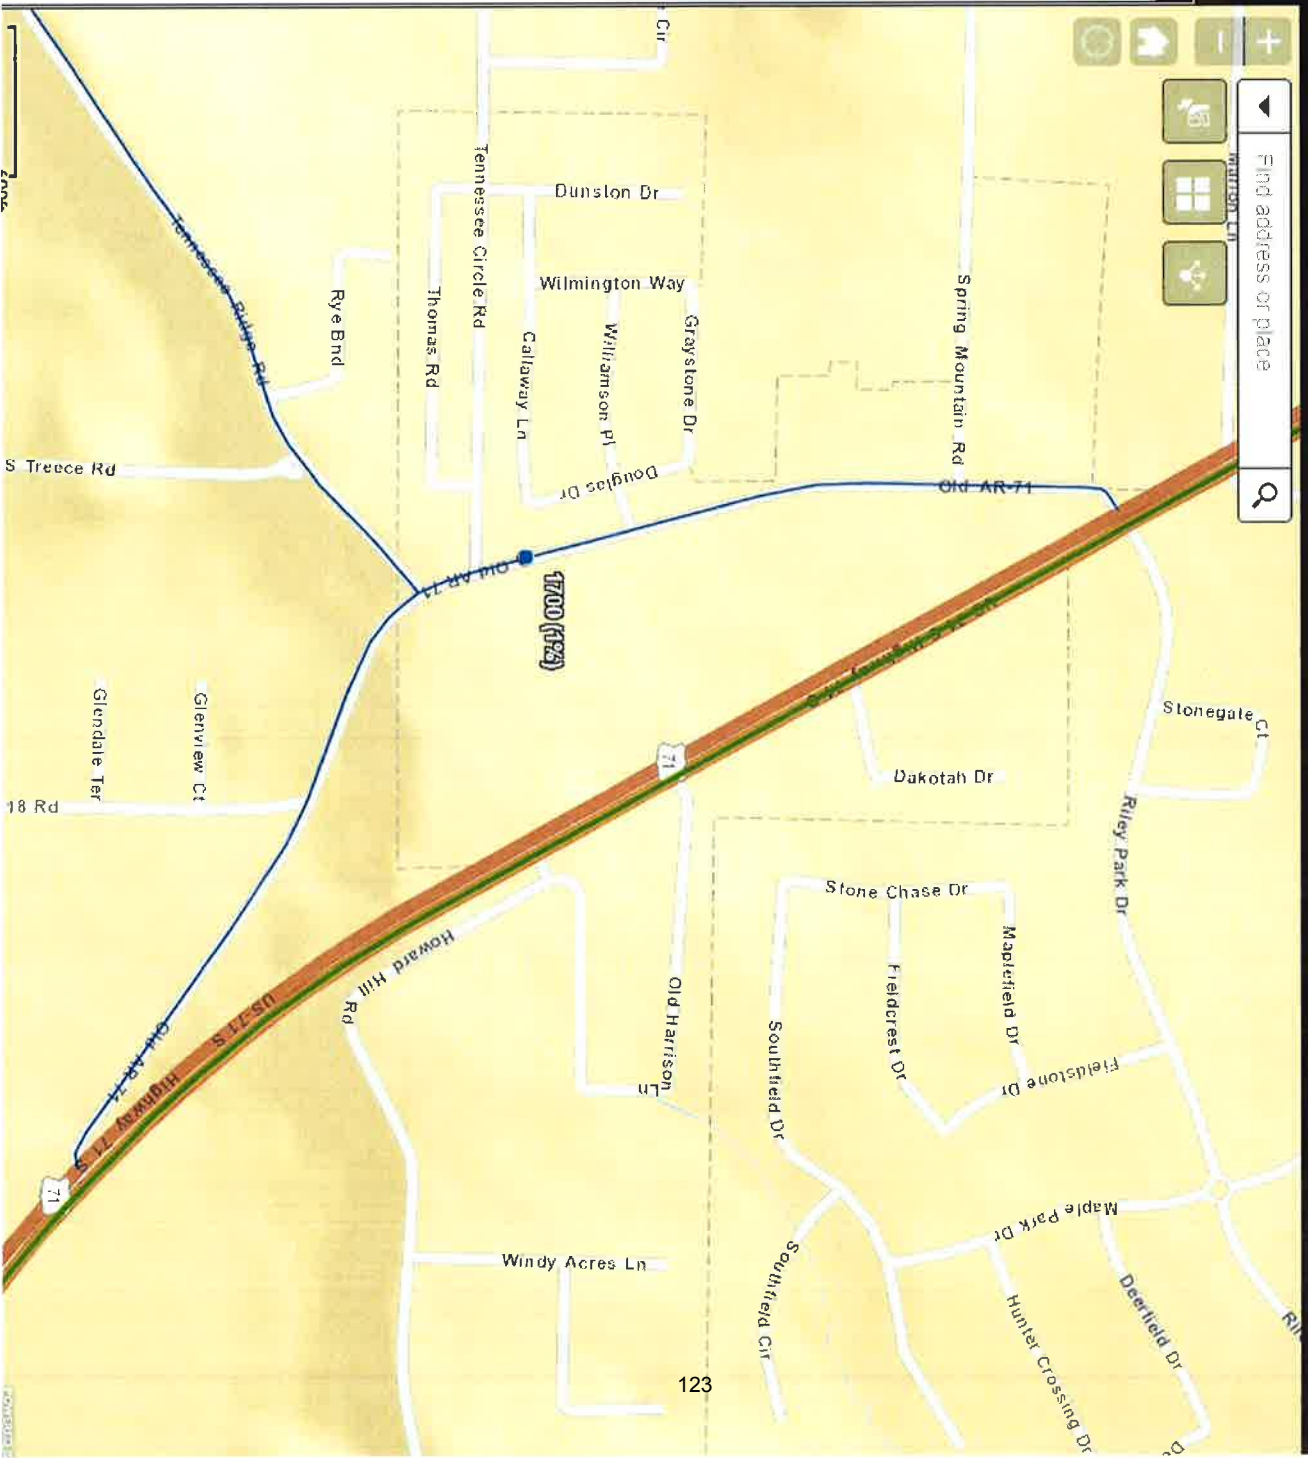 Find address or place
Cir
Tennessee Circle Rd
Dunston Dr
Wilmington Way
Thomas Rd
Callaway Ln
Williamson Pl
Graystone Dr
Douglas Dr
Spring Mountain Rd
Old AR-71
Tennessee Ridge Rd
Rye Bnd
S Treece Rd
Old AR-71
1700 (1%)
71
Dakotah Dr
Stonegate Ct
Riley Park Dr
Glendale Ter
Glenview Ct
18 Rd
Stone Chase Dr
Maplefield Dr
Fieldcrest Dr
Fieldstone Dr
Southfield Dr
Old Harrison Ln
Howard Hill Rd
US-71 S
Highway 71 S
Old AR-71
71
Windy Acres Ln
Southfield Cir
Maple Park Dr
Deerfield Dr
Hunter Crossing Dr
123